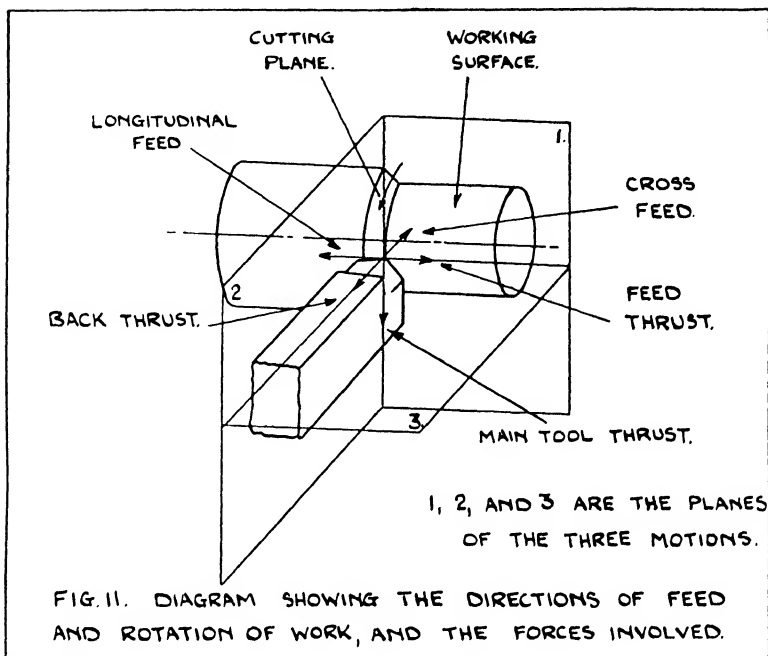 CUTTING
PLANE.
WORKING
SURFACE.
LONGITUDINAL
FEED
1.
CROSS
FEED.
2
FEED
THRUST.
BACK THRUST.
3.
MAIN TOOL THRUST.
1, 2, AND 3 ARE THE PLANES
OF THE THREE MOTIONS.
FIG. 11. DIAGRAM SHOWING THE DIRECTIONS OF FEED
AND ROTATION OF WORK, AND THE FORCES INVOLVED.